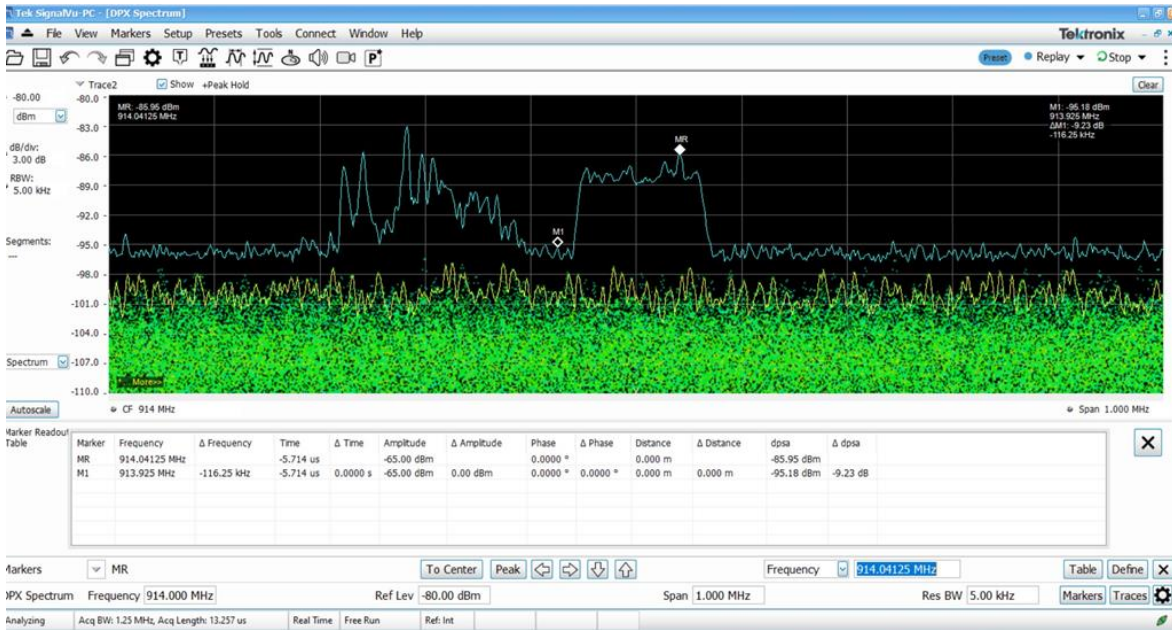 Tek SignalVu-PC - [DPX Spectrum]
File View Markers Setup Presets Tools Connect Window Help
Tektronix
Preset Replay Stop
Trace2 Show +Peak Hold Clear
-80.00
dBm
dB/div:
3.00 dB
RBW:
5.00 kHz
Segments:
---
Spectrum
Autoscale
-80.0
-83.0
-86.0
-89.0
-92.0
-95.0
-98.0
-101.0
-104.0
-107.0
-110.0
MR: -85.95 dBm
914.04125 MHz
M1: -95.18 dBm
913.925 MHz
ΔM1: -9.23 dB
-116.25 kHz
MR
M1
More>>
CF 914 MHz Span 1.000 MHz
Marker Readout
Table
Marker Frequency Δ Frequency Time Δ Time Amplitude Δ Amplitude Phase Δ Phase Distance Δ Distance dpsa Δ dpsa
MR 914.04125 MHz -5.714 us -65.00 dBm 0.0000 ° 0.000 m -85.95 dBm
M1 913.925 MHz -116.25 kHz -5.714 us 0.0000 s -65.00 dBm 0.00 dBm 0.0000 ° 0.0000 ° 0.000 m 0.000 m -95.18 dBm -9.23 dB
Markers MR To Center Peak Frequency 914.04125 MHz Table Define
DPX Spectrum Frequency 914.000 MHz Ref Lev -80.00 dBm Span 1.000 MHz Res BW 5.00 kHz Markers Traces
Analyzing Acq BW: 1.25 MHz, Acq Length: 13.257 us Real Time Free Run Ref: Int